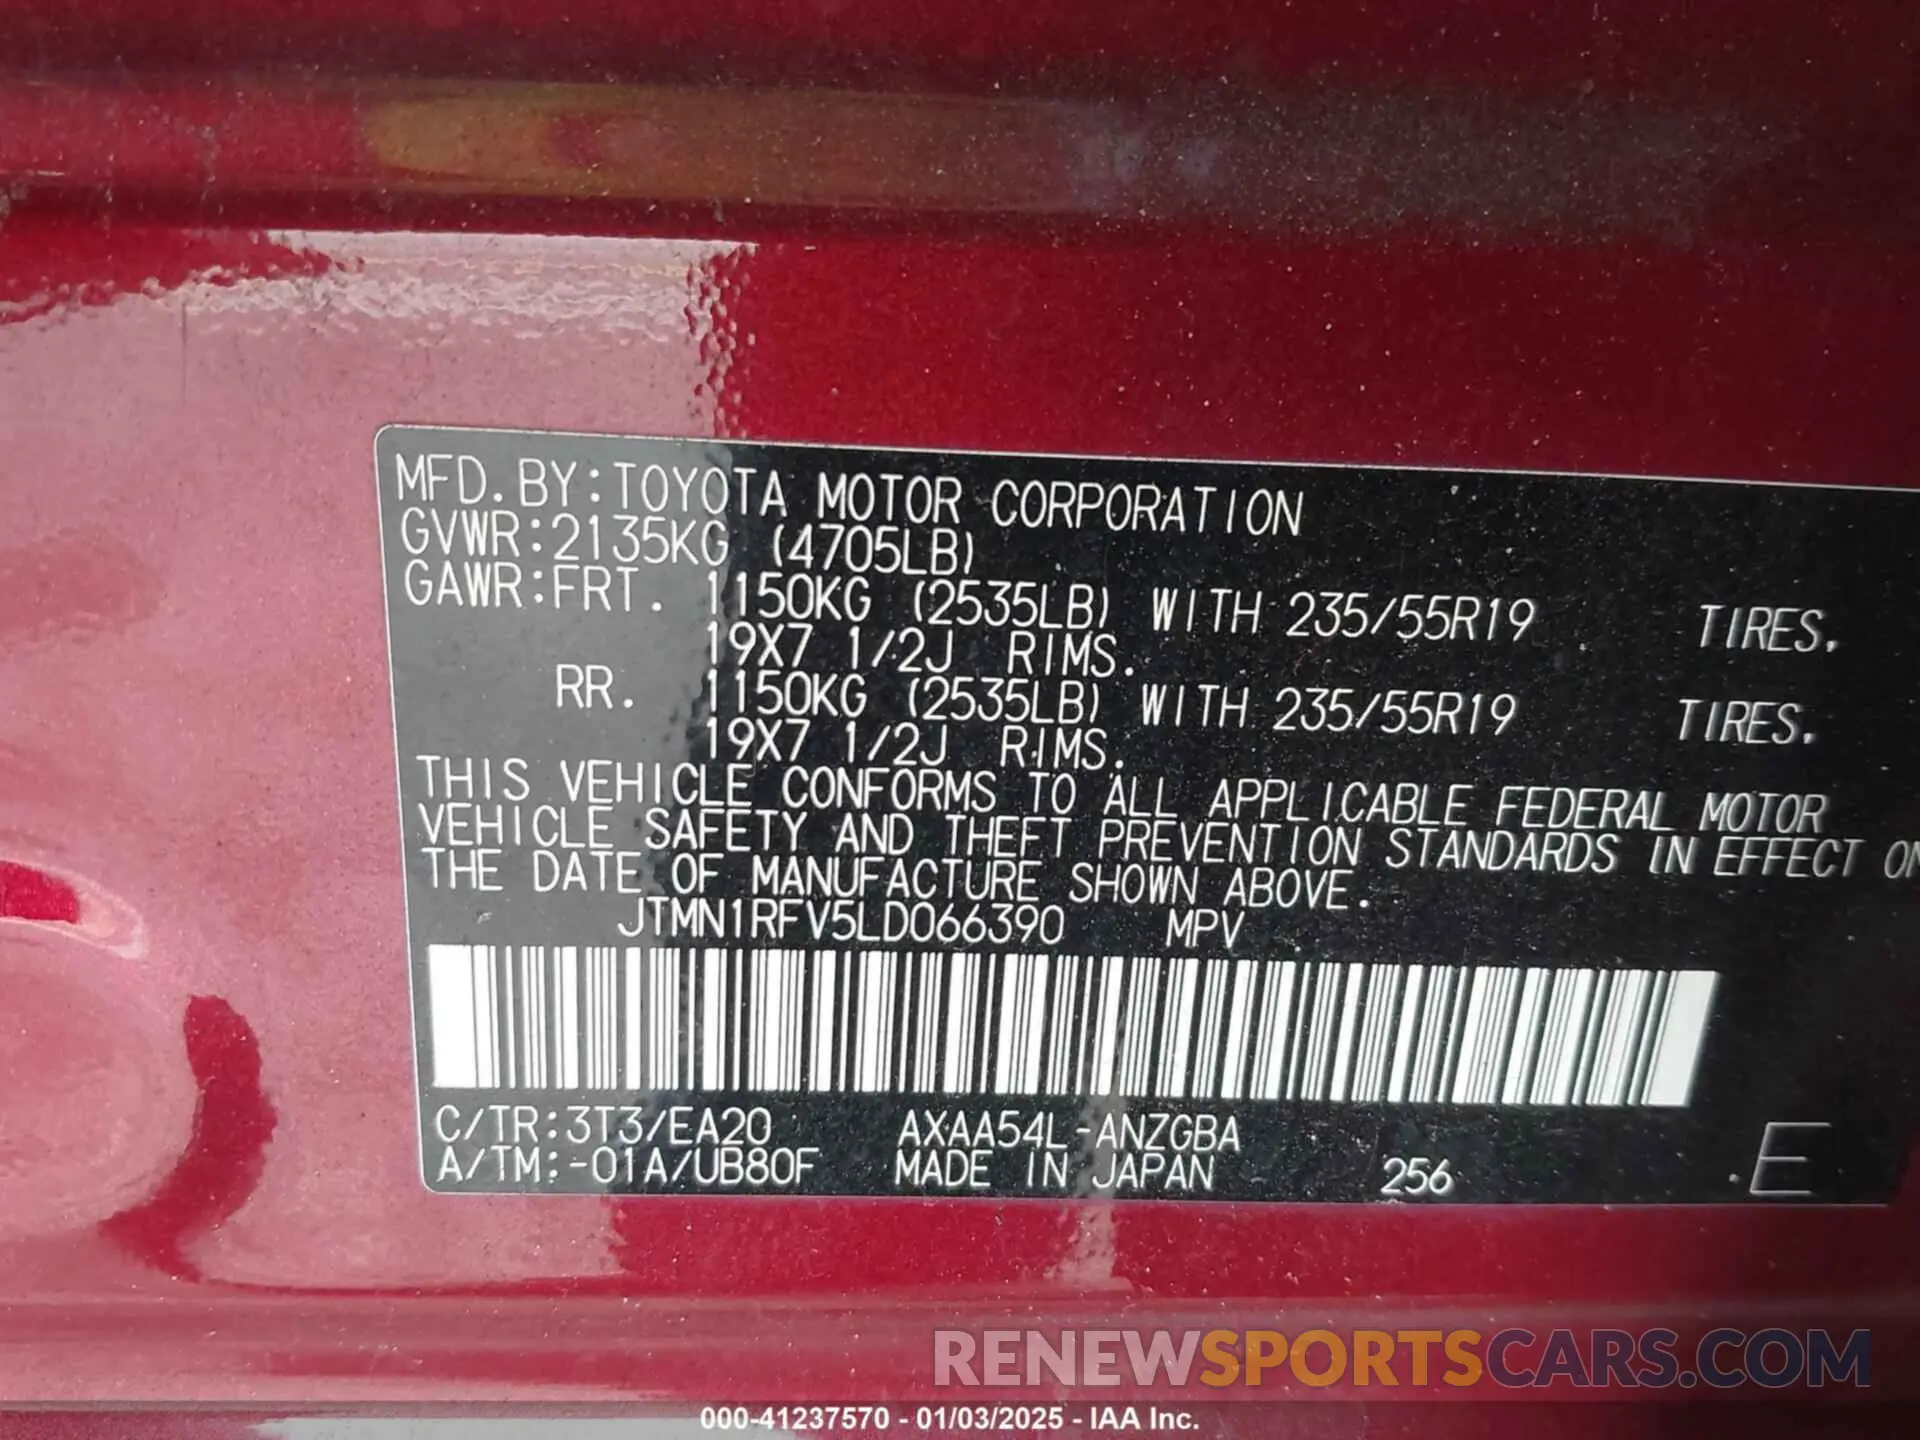 MFD. BY: TOYOTA MOTOR CORPORATION
GVWR: 2135KG (4705LB)
GAWR: FRT. 1150KG (2535LB) WITH 235/55R19 TIRES.
19X7 1/2J RIMS.
RR. 1150KG (2535LB) WITH 235/55R19 TIRES.
19X7 1/2J RIMS.
THIS VEHICLE CONFORMS TO ALL APPLICABLE FEDERAL MOTOR
VEHICLE SAFETY AND THEFT PREVENTION STANDARDS IN EFFECT ON
THE DATE OF MANUFACTURE SHOWN ABOVE.
JTMN1RFV5LD066390 MPV
C/TR: 3T3/EA20 AXAA54L-ANZGBA
A/TM: -01A/UB80F MADE IN JAPAN 256 .E
RENEWSPORTSCARS.COM
000-41237570 - 01/03/2025 - IAA Inc.